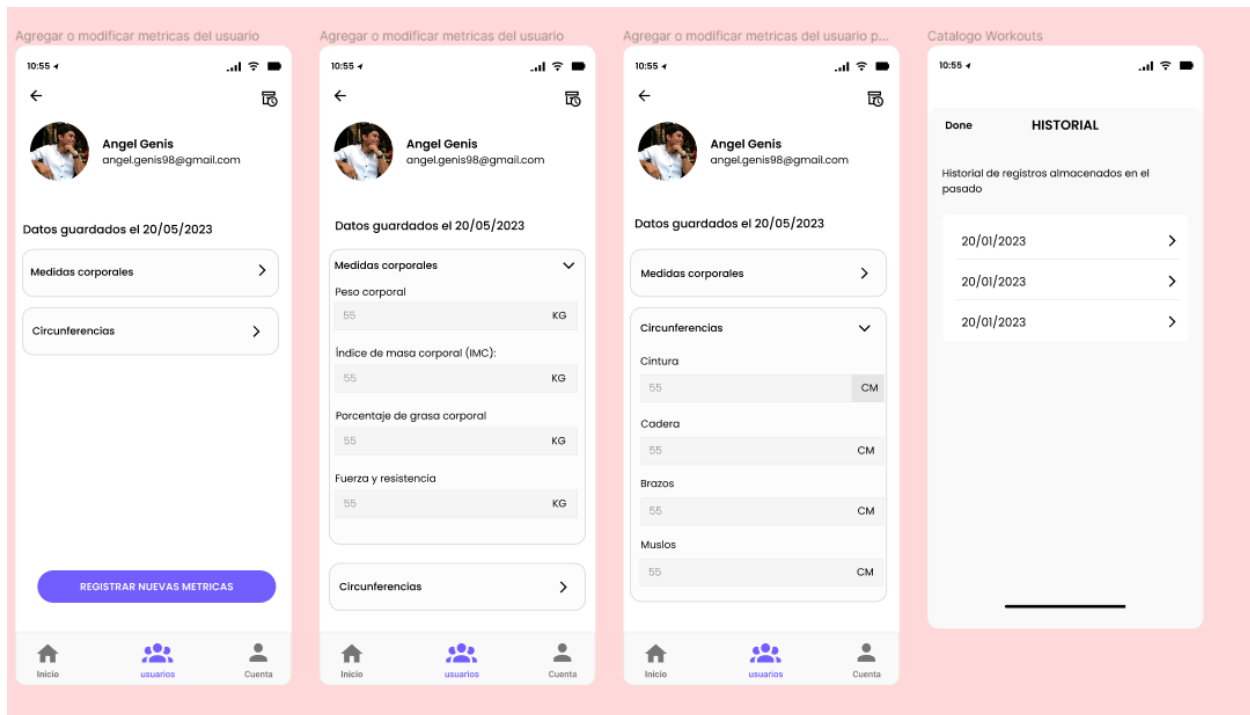 Agregar o modificar metricas del usuario
10:55
Angel Genis
angel.genis98@gmail.com
Datos guardados el 20/05/2023
Medidas corporales
Circunferencias
REGISTRAR NUEVAS METRICAS
Inicio
usuarios
Cuenta
Agregar o modificar metricas del usuario
10:55
Angel Genis
angel.genis98@gmail.com
Datos guardados el 20/05/2023
Medidas corporales
Peso corporal
55 KG
Índice de masa corporal (IMC):
55 KG
Porcentaje de grasa corporal
55 KG
Fuerza y resistencia
55 KG
Circunferencias
Inicio
usuarios
Cuenta
Agregar o modificar metricas del usuario p...
10:55
Angel Genis
angel.genis98@gmail.com
Datos guardados el 20/05/2023
Medidas corporales
Circunferencias
Cintura
55 CM
Cadera
55 CM
Brazos
55 CM
Muslos
55 CM
Inicio
usuarios
Cuenta
Catalogo Workouts
10:55
Done HISTORIAL
Historial de registros almacenados en el
pasado
20/01/2023
20/01/2023
20/01/2023